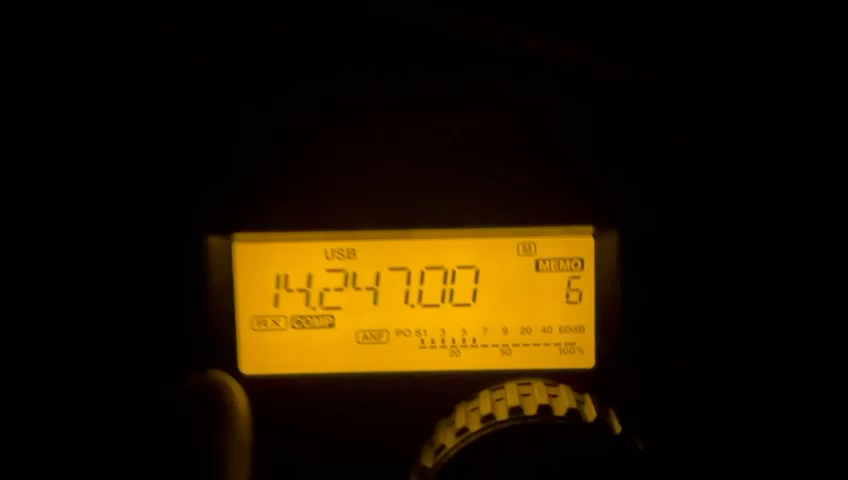 USB M
MEMO
14.247.00 6
RX COMP
ANF PO S1 3 5 7 9 20 40 60dB
20 50 100%